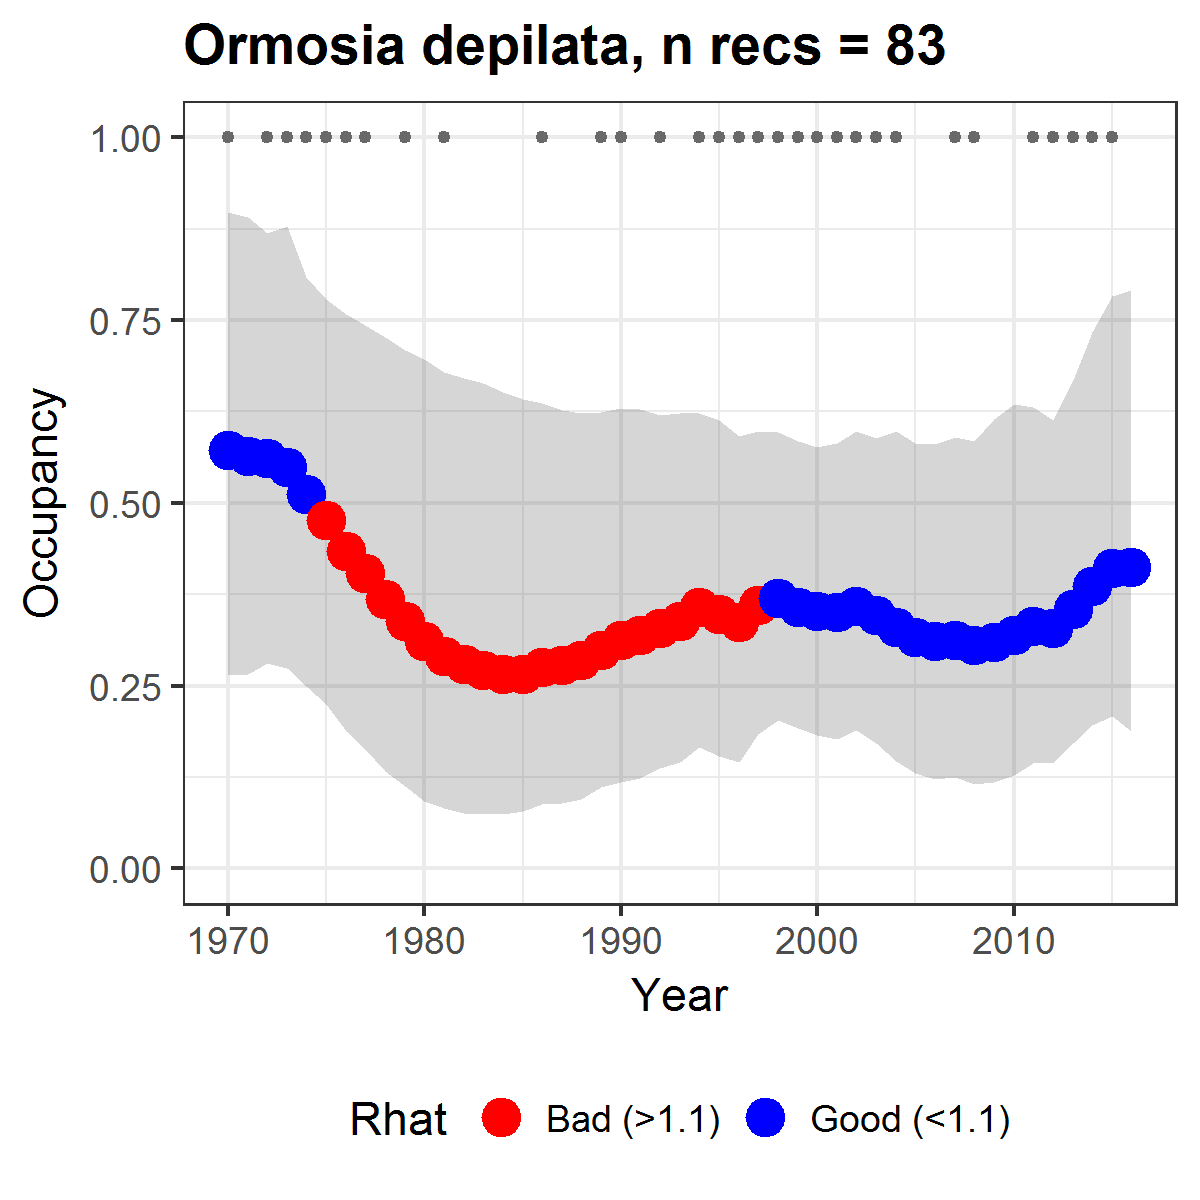 Ormosia depilata, n recs = 83
1.00
0.75
0.50
0.25
0.00
Occupancy
1970 1980 1990 2000 2010
Year
Rhat Bad (>1.1) Good (<1.1)